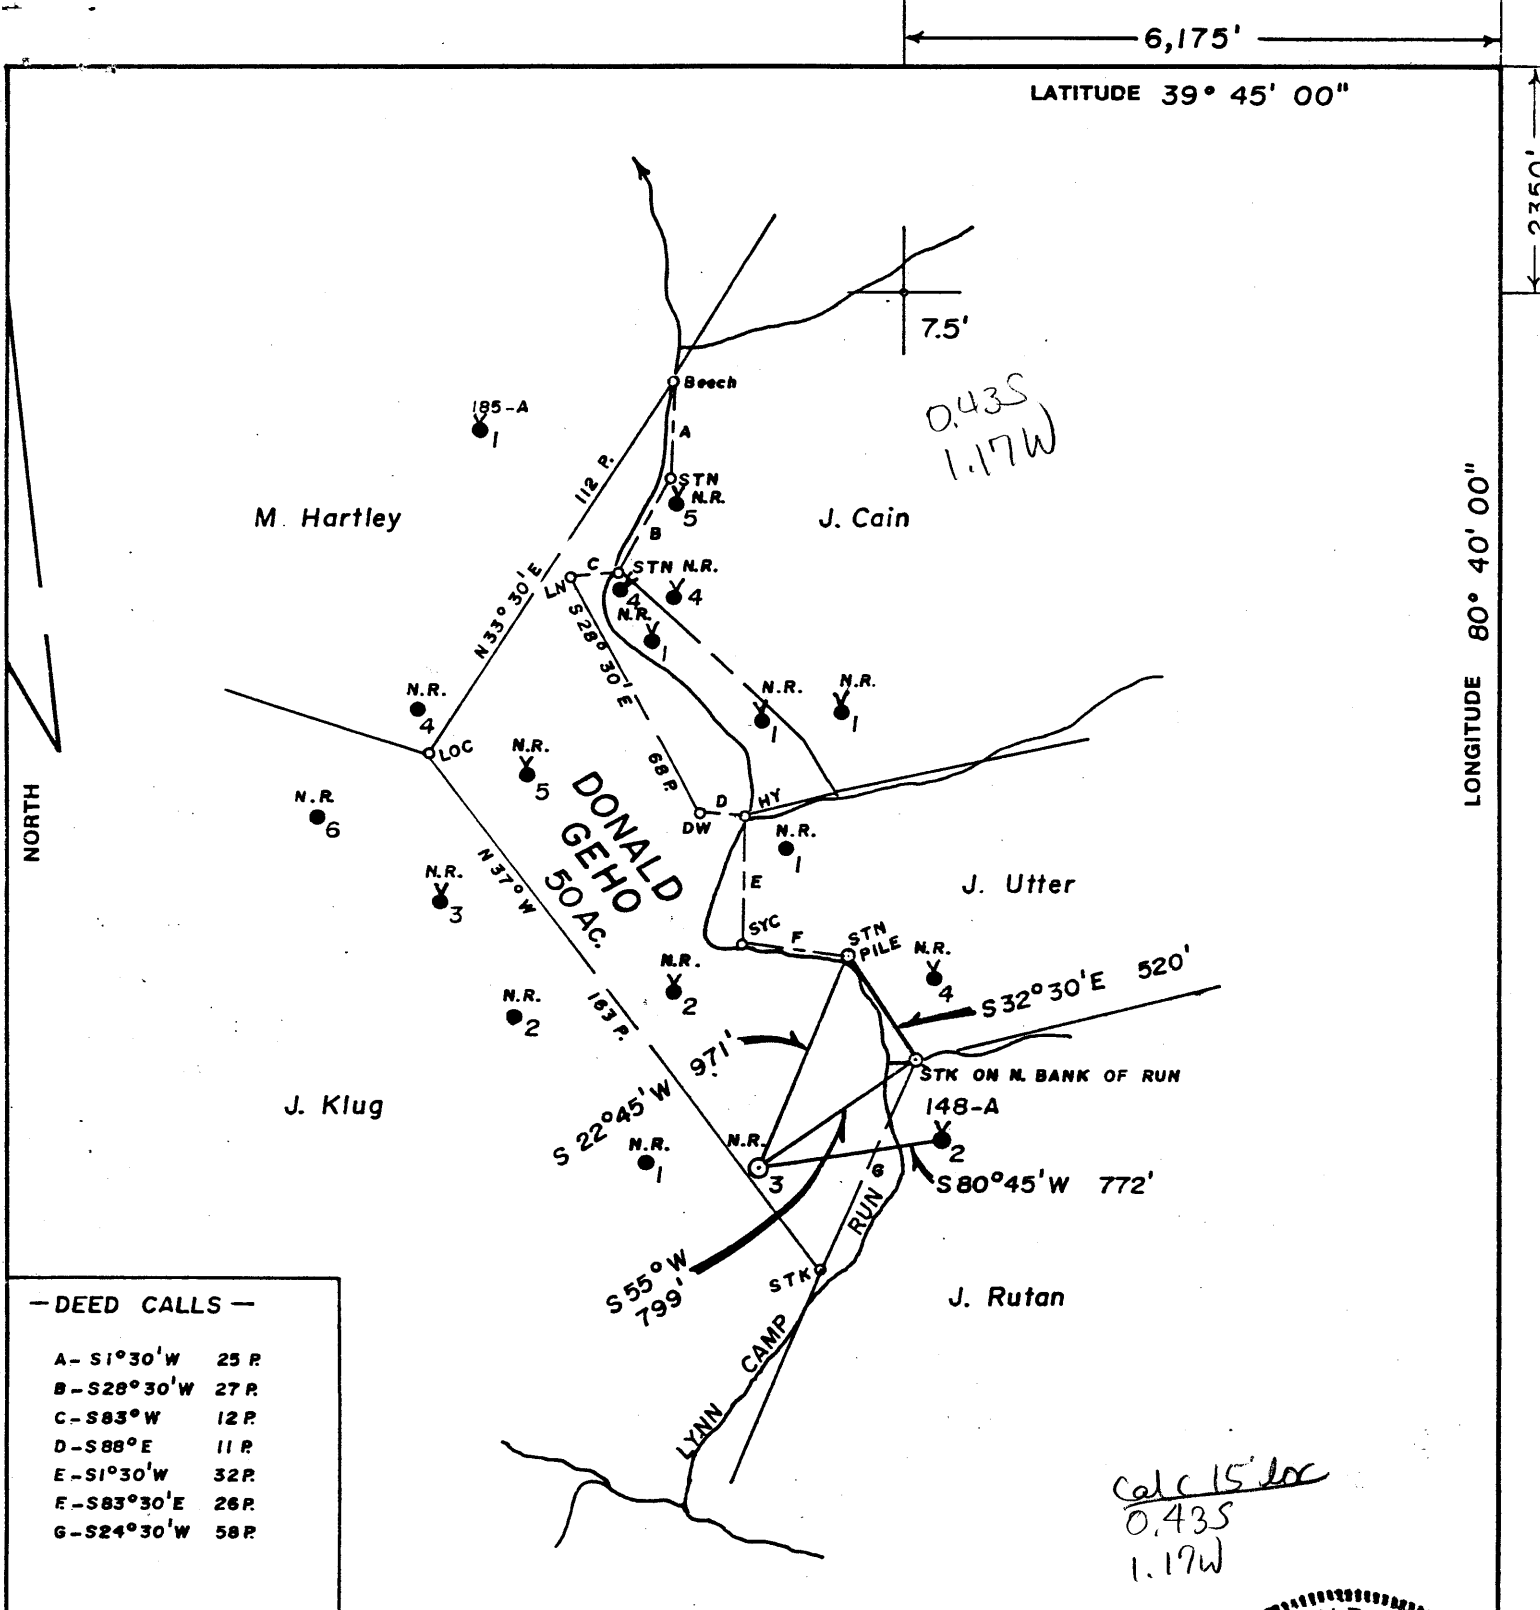 6,175'
LATITUDE 39° 45' 00"
2350'
7.5'
0.43S
1.17W
Beech
A
185-A
1
112 P.
STN
N.R.
5
M. Hartley
J. Cain
B
C
STN N.R.
4
4
LN
N.R.
1
N 33° 30' E
S 28° 30' E
68 P.
LONGITUDE 80° 40' 00"
N.R.
4
N.R.
1
N.R.
1
LOC
N.R.
5
N.R.
6
NORTH
DONALD
GEHO
50 AC.
D
HY
DW
N.R.
1
N.R.
3
N 37° W
163 P.
E
J. Utter
SYC
F
STN
PILE
N.R.
4
N.R.
2
N.R.
2
S 32° 30' E 520'
971'
S 22° 45' W
STK ON N. BANK OF RUN
148-A
2
J. Klug
N.R.
1
N.R.
3
G
S 80° 45' W 772'
S 55° W
799'
STK
J. Rutan
LYNN CAMP RUN
— DEED CALLS —
A - S1° 30' W 25 P.
B - S28° 30' W 27 P.
C - S83° W 12 P.
D - S88° E 11 P.
E - S1° 30' W 32 P.
F - S83° 30' E 26 P.
G - S24° 30' W 58 P.
Calc 15' loc
0.43S
1.17W